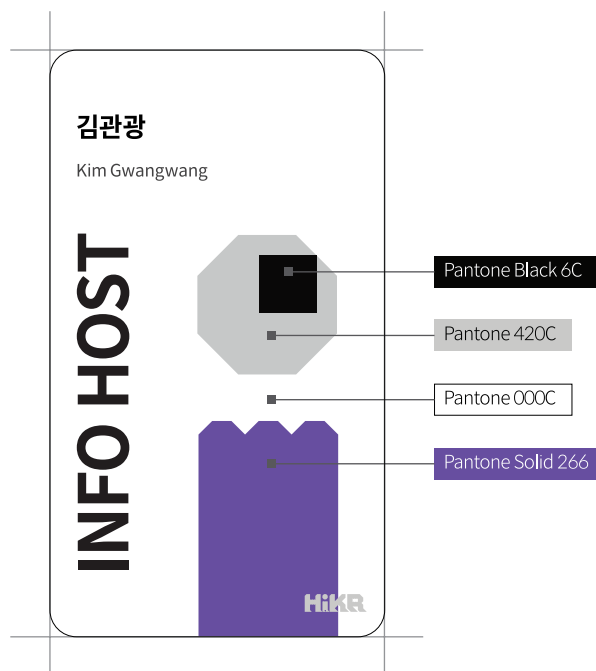 김관광
Kim Gwangwang
INFO HOST
Pantone Black 6C
Pantone 420C
Pantone 000C
Pantone Solid 266
HiKR